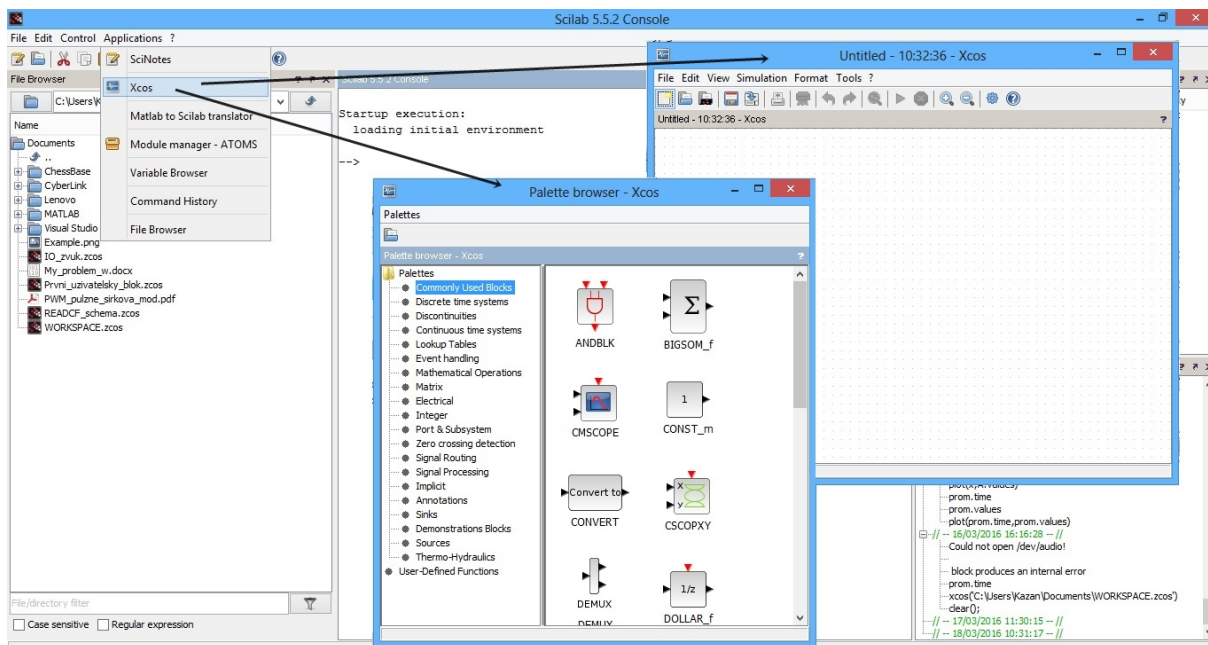 Scilab 5.5.2 Console
File Edit Control Applications ?
SciNotes
Xcos
Matlab to Scilab translator
Module manager - ATOMS
Variable Browser
Command History
File Browser
File Browser
? ↗ X
C:\Users\
Name
Documents
..
ChessBase
CyberLink
Lenovo
MATLAB
Visual Studio
Example.png
IO_zvuk.zcos
My_problem_w.docx
Prvni_uzivatelsky_blok.zcos
PWM_pulzne_sirkova_mod.pdf
READCF_schema.zcos
WORKSPACE.zcos
File/directory filter
Case sensitive Regular expression
Scilab 5.5.2 Console
Startup execution:
loading initial environment
-->
Untitled - 10:32:36 - Xcos
File Edit View Simulation Format Tools ?
Untitled - 10:32:36 - Xcos ?
Palette browser - Xcos
Palettes
Palette browser - Xcos ?
Palettes
Commonly Used Blocks
Discrete time systems
Discontinuities
Continuous time systems
Lookup Tables
Event handling
Mathematical Operations
Matrix
Electrical
Integer
Port & Subsystem
Zero crossing detection
Signal Routing
Signal Processing
Implicit
Annotations
Sinks
Demonstrations Blocks
Sources
Thermo-Hydraulics
User-Defined Functions
ANDBLK
Σ
BIGSOM_f
CMSCOPE
1
CONST_m
Convert to
CONVERT
X
y
CSCOPXY
DEMUX
1/z
DOLLAR_f
DEMUX
plot(x,A.values)
prom.time
prom.values
plot(prom.time,prom.values)
// -- 16/03/2016 16:16:28 -- //
Could not open /dev/audio!
block produces an internal error
prom.time
xcos('C:\Users\Kazan\Documents\WORKSPACE.zcos')
clear();
// -- 17/03/2016 11:30:15 -- //
// -- 18/03/2016 10:31:17 -- //